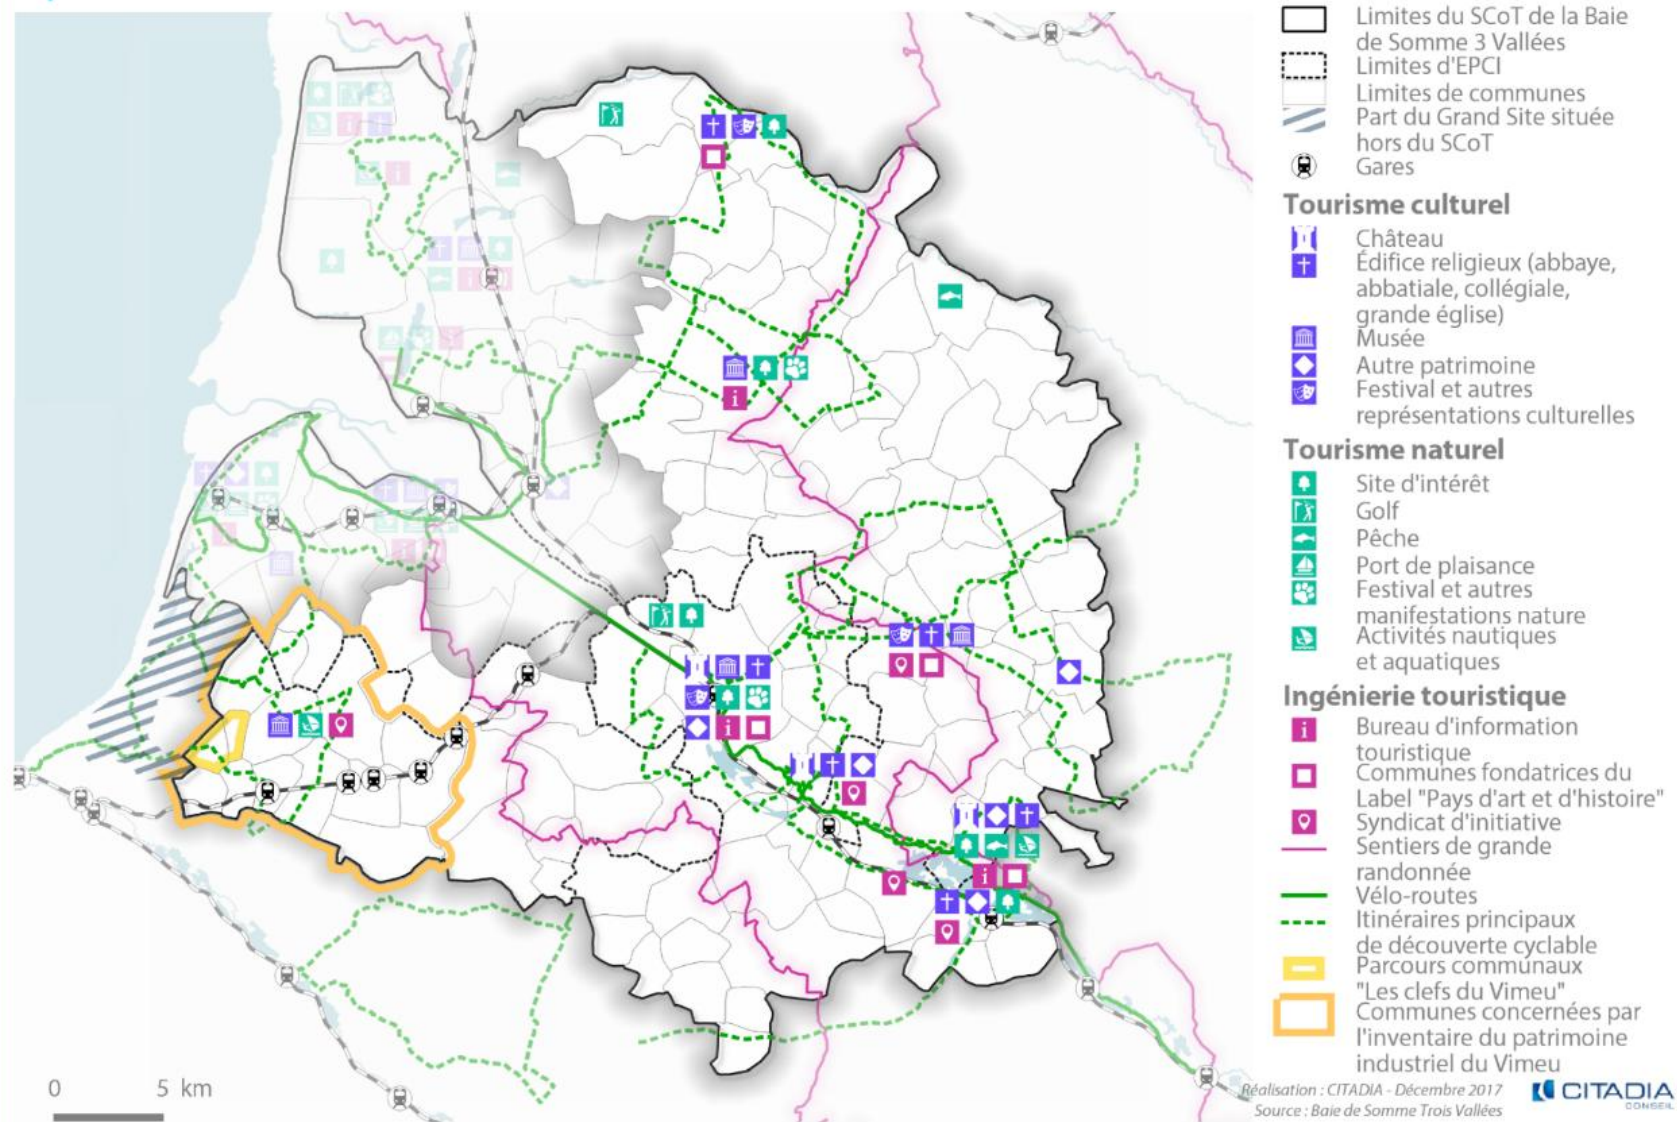 Limites du SCoT de la Baie
de Somme 3 Vallées
Limites d'EPCI
Limites de communes
Part du Grand Site située
hors du SCoT
Gares
Tourisme culturel
Château
Édifice religieux (abbaye,
abbatiale, collégiale,
grande église)
Musée
Autre patrimoine
Festival et autres
représentations culturelles
Tourisme naturel
Site d'intérêt
Golf
Pêche
Port de plaisance
Festival et autres
manifestations nature
Activités nautiques
et aquatiques
Ingénierie touristique
Bureau d'information
touristique
Communes fondatrices du
Label "Pays d'art et d'histoire"
Syndicat d'initiative
Sentiers de grande
randonnée
Vélo-routes
Itinéraires principaux
de découverte cyclable
Parcours communaux
"Les clefs du Vimeu"
Communes concernées par
l'inventaire du patrimoine
industriel du Vimeu
0 5 km
Réalisation : CITADIA - Décembre 2017
Source : Baie de Somme Trois Vallées
CITADIA
CONSEIL